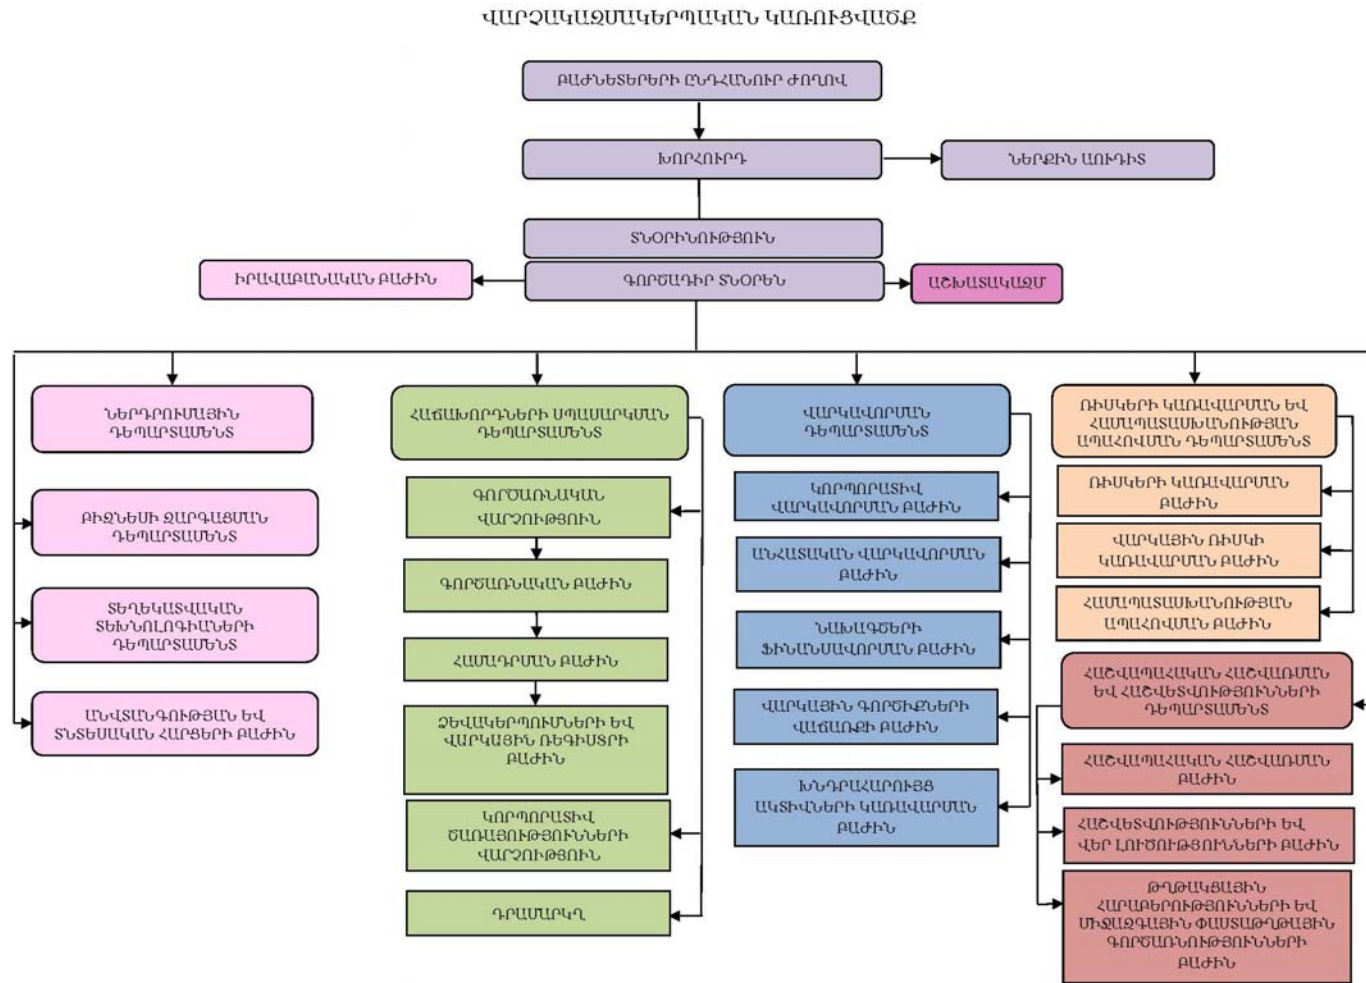 ՎԱՐՉԱԿԱԶՄԱԿԵՐՊԱԿԱՆ ԿԱՌՈՒՑՎԱԾՔ
ԲԱԺՆԵՏԵՐԵՐԻ ԸՆԴՀԱՆՈՒՐ ԺՈՂՈՎ
ԽՈՐՀՈՒՐԴ
ՆԵՐՔԻՆ ԱՈՒԴԻՏ
ՏՆՕՐԻՆՈՒԹՅՈՒՆ
ԻՐԱՎԱԲԱՆԱԿԱՆ ԲԱԺԻՆ
ԳՈՐԾԱԴԻՐ ՏՆՕՐԵՆ
ԱՇԽԱՏԱԿԱԶՄ
ՆԵՐԴՐՈՒՄԱՅԻՆ
ԴԵՊԱՐՏԱՄԵՆՏ
ԲԻԶՆԵՍԻ ԶԱՐԳԱՑՄԱՆ
ԴԵՊԱՐՏԱՄԵՆՏ
ՏԵՂԵԿԱՏՎԱԿԱՆ
ՏԵԽՆՈԼՈԳԻԱՆԵՐԻ
ԴԵՊԱՐՏԱՄԵՆՏ
ԱՆՎՏԱՆԳՈՒԹՅԱՆ ԵՎ
ՏՆՏԵՍԱԿԱՆ ՀԱՐՑԵՐԻ ԲԱԺԻՆ
ՀԱՃԱԽՈՐԴՆԵՐԻ ՍՊԱՍԱՐԿՄԱՆ
ԴԵՊԱՐՏԱՄԵՆՏ
ԳՈՐԾԱՌՆԱԿԱՆ
ՎԱՐՉՈՒԹՅՈՒՆ
ԳՈՐԾԱՌՆԱԿԱՆ ԲԱԺԻՆ
ՀԱՄԱԴՐՄԱՆ ԲԱԺԻՆ
ՁԵՎԱԿԵՐՊՈՒՄՆԵՐԻ ԵՎ
ՎԱՐԿԱՅԻՆ ՌԵԳԻՍՏՐԻ
ԲԱԺԻՆ
ԿՈՐՊՈՐԱՏԻՎ
ԾԱՌԱՅՈՒԹՅՈՒՆՆԵՐԻ
ՎԱՐՉՈՒԹՅՈՒՆ
ԴՐԱՄԱՐԿՂ
ՎԱՐԿԱՎՈՐՄԱՆ
ԴԵՊԱՐՏԱՄԵՆՏ
ԿՈՐՊՈՐԱՏԻՎ
ՎԱՐԿԱՎՈՐՄԱՆ ԲԱԺԻՆ
ԱՆՀԱՏԱԿԱՆ ՎԱՐԿԱՎՈՐՄԱՆ
ԲԱԺԻՆ
ՆԱԽԱԳԾԵՐԻ
ՖԻՆԱՆՍԱՎՈՐՄԱՆ ԲԱԺԻՆ
ՎԱՐԿԱՅԻՆ ԳՈՐԾԻՔՆԵՐԻ
ՎԱՃԱՌՔԻ ԲԱԺԻՆ
ԽՆԴՐԱՀԱՐՈՒՅՑ
ԱԿՏԻՎՆԵՐԻ ԿԱՌԱՎԱՐՄԱՆ
ԲԱԺԻՆ
ՌԻՍԿԵՐԻ ԿԱՌԱՎԱՐՄԱՆ ԵՎ
ՀԱՄԱՊԱՏԱՍԽԱՆՈՒԹՅԱՆ
ԱՊԱՀՈՎՄԱՆ ԴԵՊԱՐՏԱՄԵՆՏ
ՌԻՍԿԵՐԻ ԿԱՌԱՎԱՐՄԱՆ
ԲԱԺԻՆ
ՎԱՐԿԱՅԻՆ ՌԻՍԿԻ
ԿԱՌԱՎԱՐՄԱՆ ԲԱԺԻՆ
ՀԱՄԱՊԱՏԱՍԽԱՆՈՒԹՅԱՆ
ԱՊԱՀՈՎՄԱՆ ԲԱԺԻՆ
ՀԱՇՎԱՊԱՀԱԿԱՆ ՀԱՇՎԱՌՄԱՆ
ԵՎ ՀԱՇՎԵՏՎՈՒԹՅՈՒՆՆԵՐԻ
ԴԵՊԱՐՏԱՄԵՆՏ
ՀԱՇՎԱՊԱՀԱԿԱՆ ՀԱՇՎԱՌՄԱՆ
ԲԱԺԻՆ
ՀԱՇՎԵՏՎՈՒԹՅՈՒՆՆԵՐԻ ԵՎ
ՎԵՐ ԼՈՒԾՈՒԹՅՈՒՆՆԵՐԻ ԲԱԺԻՆ
ԹՂԹԱԿՑԱՅԻՆ
ՀԱՐԱԲԵՐՈՒԹՅՈՒՆՆԵՐԻ ԵՎ
ՄԻՋԱԶԳԱՅԻՆ ՓԱՍՏԱԹՂԹԱՅԻՆ
ԳՈՐԾԱՌՆՈՒԹՅՈՒՆՆԵՐԻ
ԲԱԺԻՆ